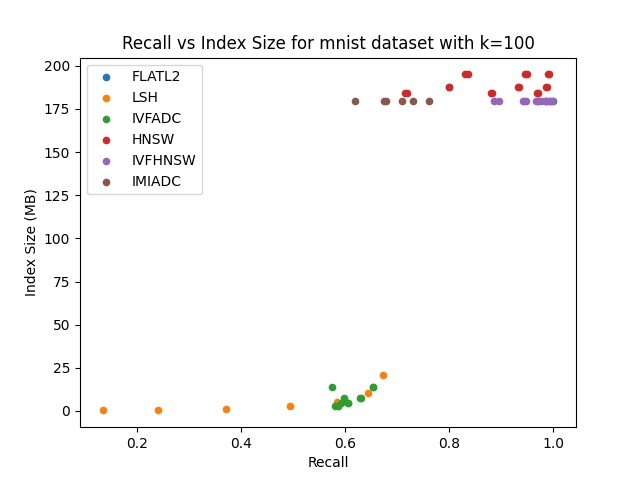 Recall vs Index Size for mnist dataset with k=100
200
175
150
125
100
75
50
25
0
Index Size (MB)
FLATL2
LSH
IVFADC
HNSW
IVFHNSW
IMIADC
0.2 0.4 0.6 0.8 1.0
Recall